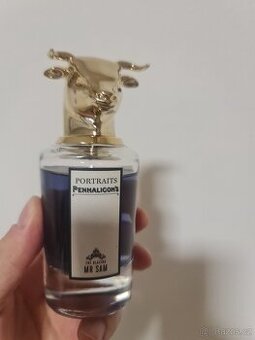 PORTRAITS
PENHALIGON'S
THE BLAZING
MR SAM